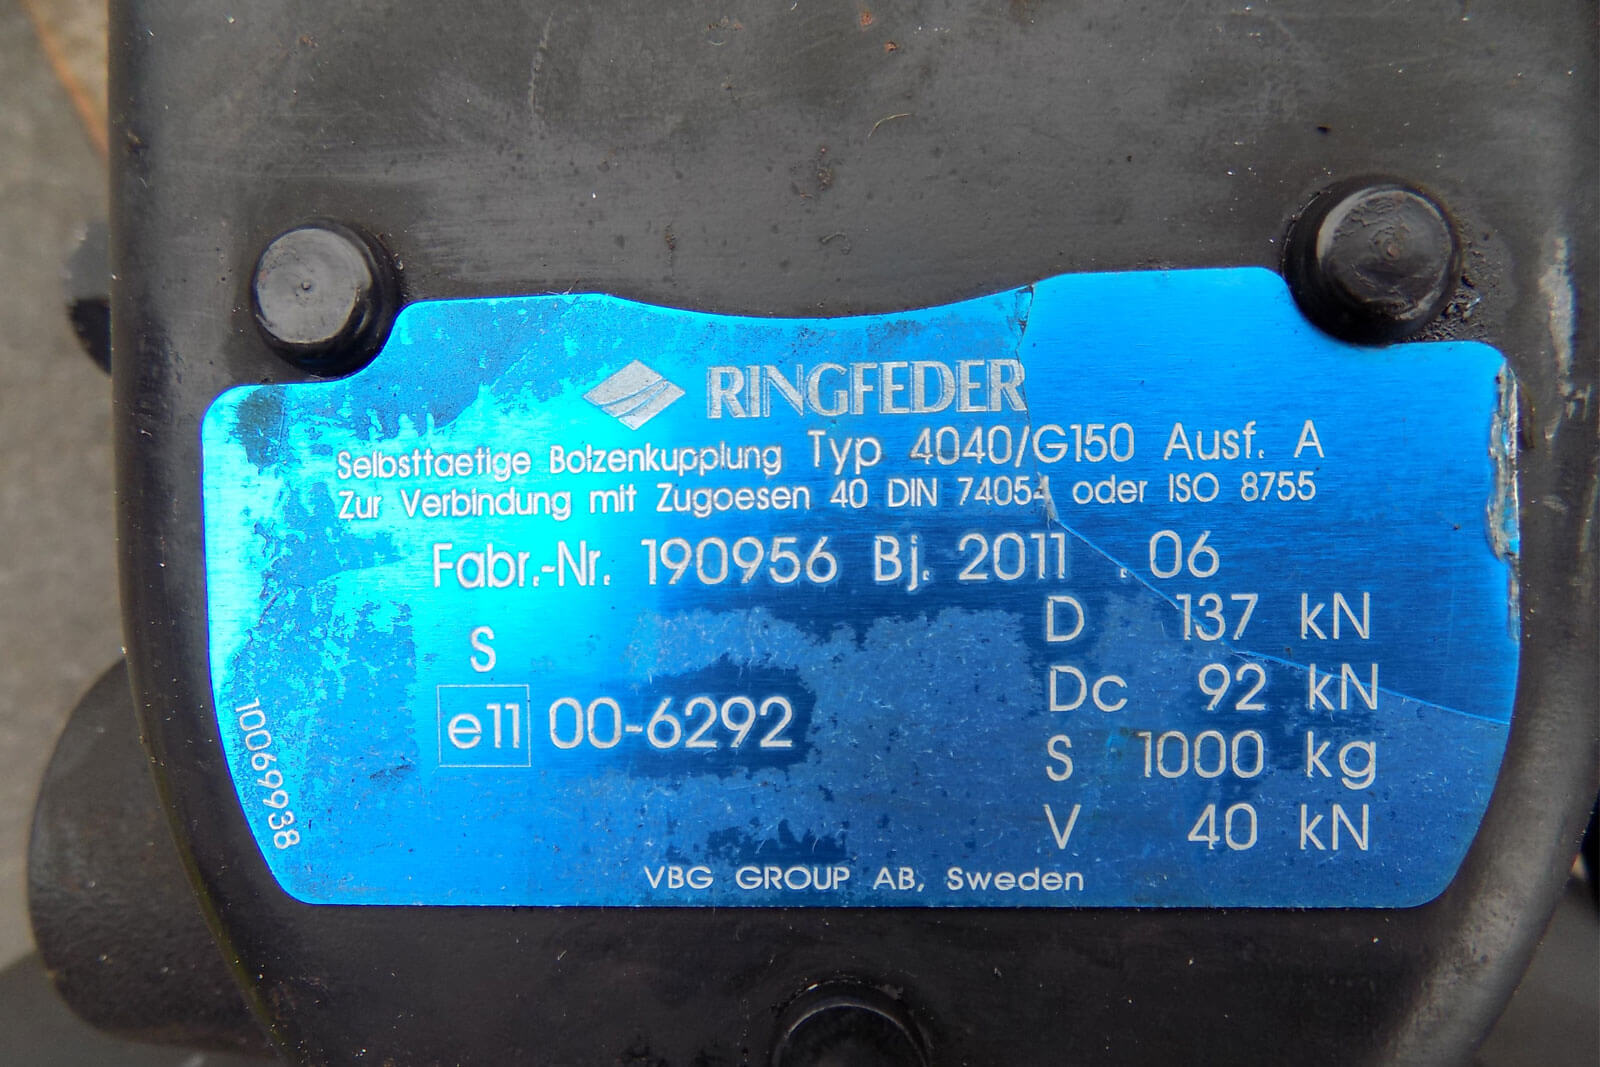 RINGFEDER
Selbsttaetige Bolzenkupplung Typ 4040/G150 Ausf. A
Zur Verbindung mit Zugoesen 40 DIN 74054 oder ISO 8755
Fabr.-Nr. 190956 Bj. 2011 . 06
D 137 kN
S
Dc 92 kN
e11 00-6292
S 1000 kg
V 40 kN
10069938
VBG GROUP AB, Sweden